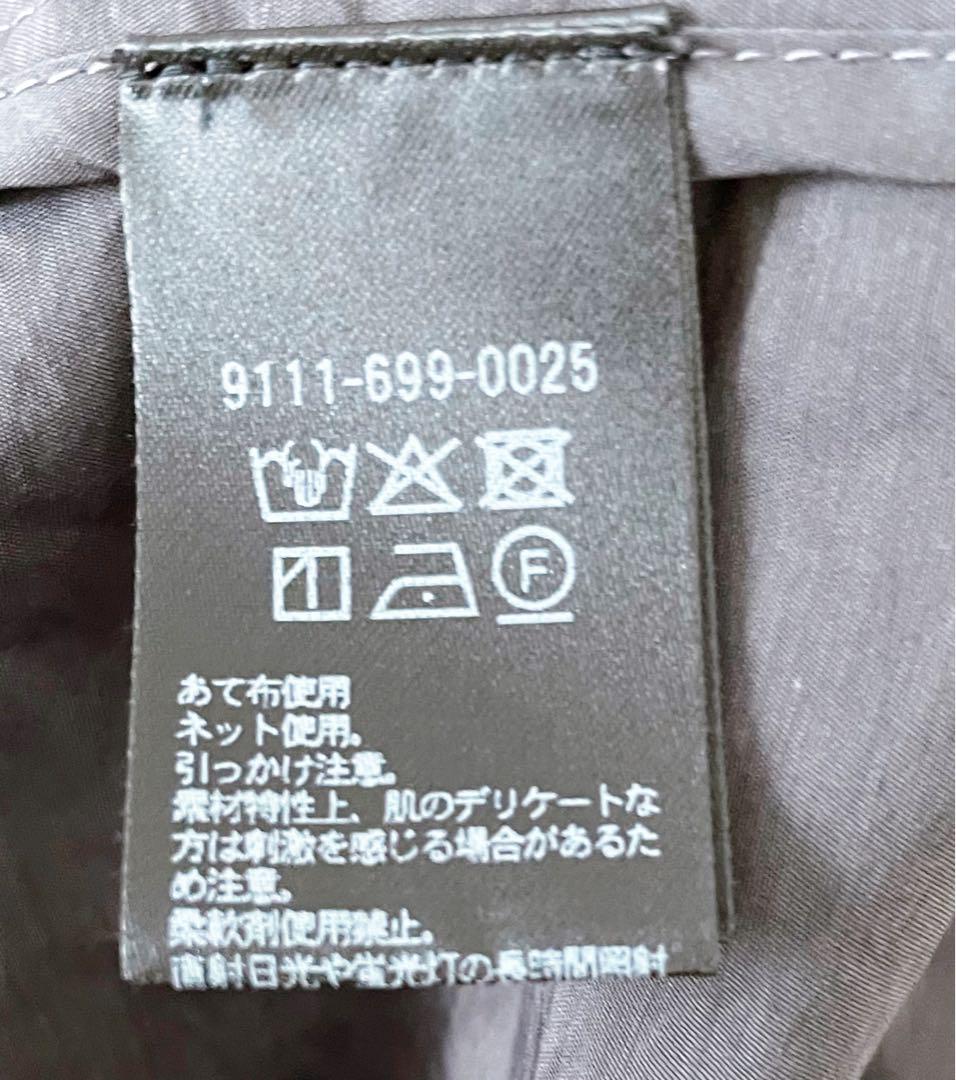 9111-699-0025
F
あて布使用
ネット使用。
引っかけ注意。
素材特性上、肌のデリケートな
方は刺激を感じる場合があるた
め注意。
柔軟剤使用禁止。
直射日光や蛍光灯の長時間照射